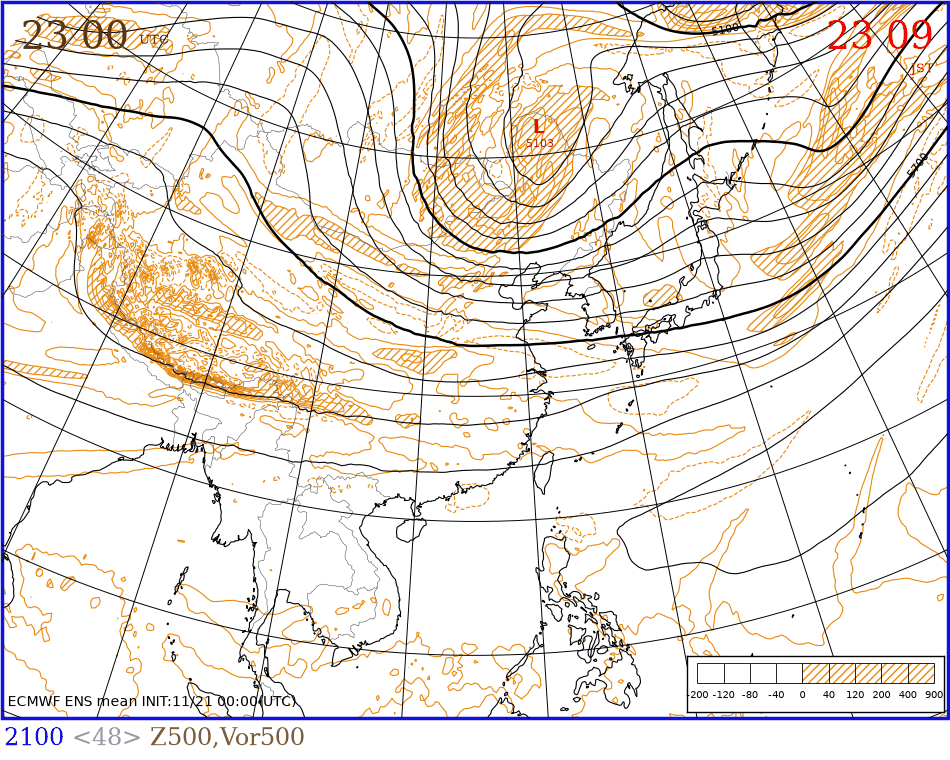 23 00 UTC
23 09
JST
5100
5700
L
5103
-200 -120 -80 -40 0 40 120 200 400 900
ECMWF ENS mean INIT:11/21 00:00(UTC)
2100 <48> Z500,Vor500